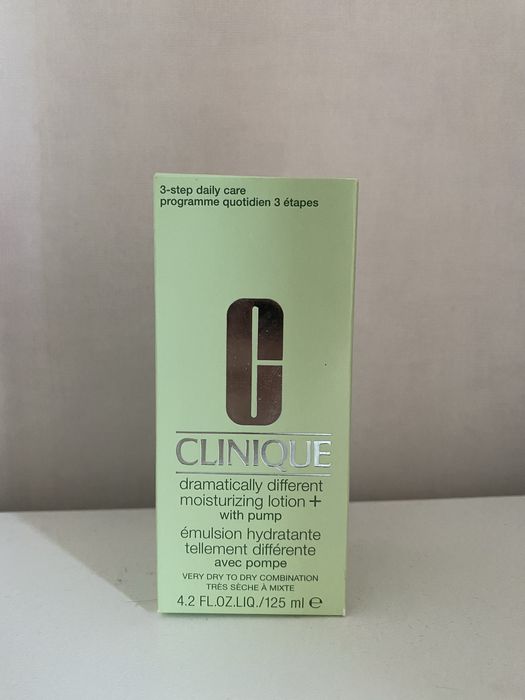 3-step daily care
programme quotidien 3 étapes
C
CLINIQUE
dramatically different
moisturizing lotion +
with pump
émulsion hydratante
tellement différente
avec pompe
VERY DRY TO DRY COMBINATION
TRÈS SÈCHE À MIXTE
4.2 FL.OZ.LIQ./125 ml ℮